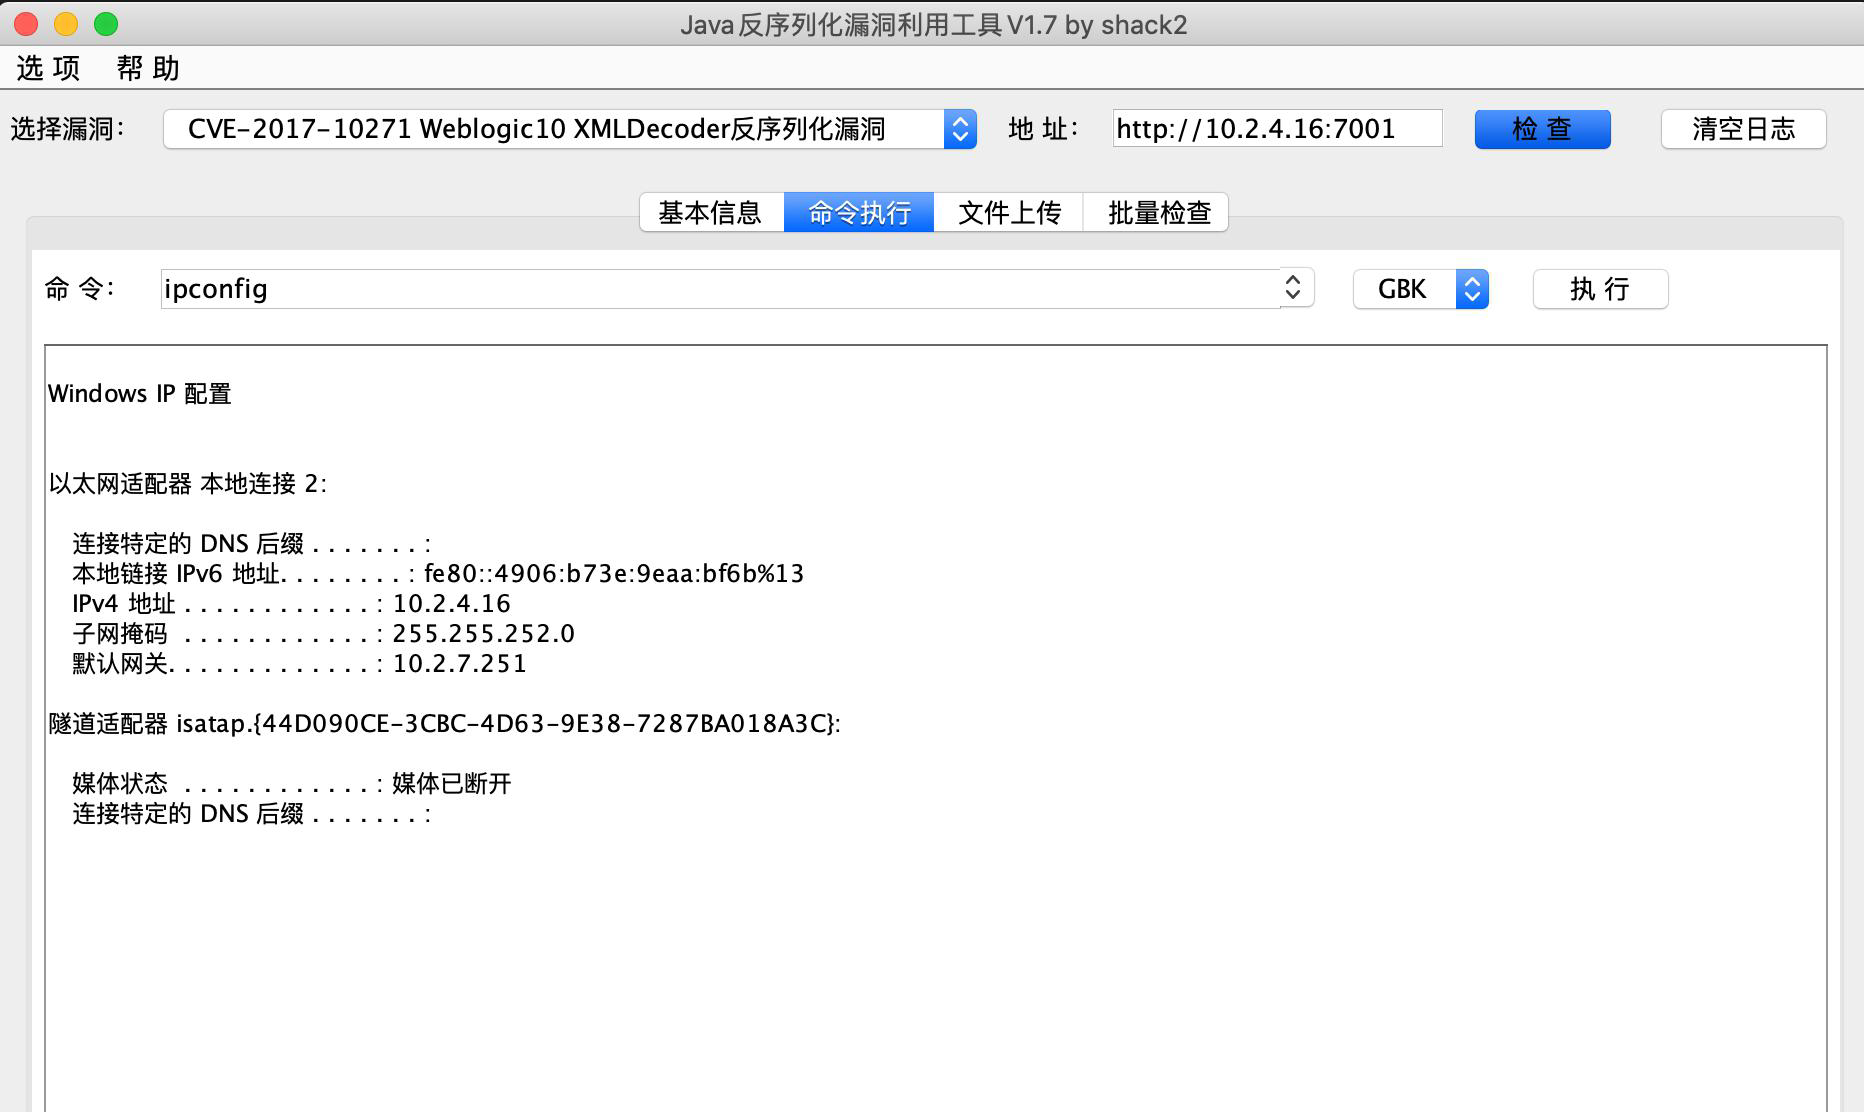 Java反序列化漏洞利用工具V1.7 by shack2
选 项 帮 助
选择漏洞： CVE-2017-10271 Weblogic10 XMLDecoder反序列化漏洞 地 址： http://10.2.4.16:7001 检 查 清空日志
基本信息 命令执行 文件上传 批量检查
命 令： ipconfig GBK 执 行
Windows IP 配置
以太网适配器 本地连接 2:
连接特定的 DNS 后缀 . . . . . . . :
本地链接 IPv6 地址. . . . . . . . : fe80::4906:b73e:9eaa:bf6b%13
IPv4 地址 . . . . . . . . . . . . : 10.2.4.16
子网掩码 . . . . . . . . . . . . : 255.255.252.0
默认网关. . . . . . . . . . . . . : 10.2.7.251
隧道适配器 isatap.{44D090CE-3CBC-4D63-9E38-7287BA018A3C}:
媒体状态 . . . . . . . . . . . . : 媒体已断开
连接特定的 DNS 后缀 . . . . . . . :